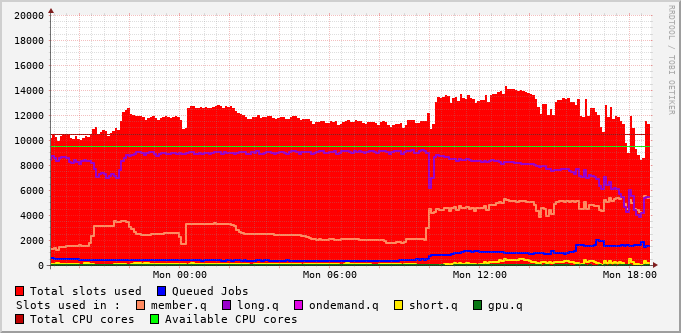 20000
18000
16000
14000
12000
10000
8000
6000
4000
2000
0
Mon 00:00 Mon 06:00 Mon 12:00 Mon 18:00
RRDTOOL / TOBI OETIKER
Total slots used Queued Jobs
Slots used in : member.q long.q ondemand.q short.q gpu.q
Total CPU cores Available CPU cores